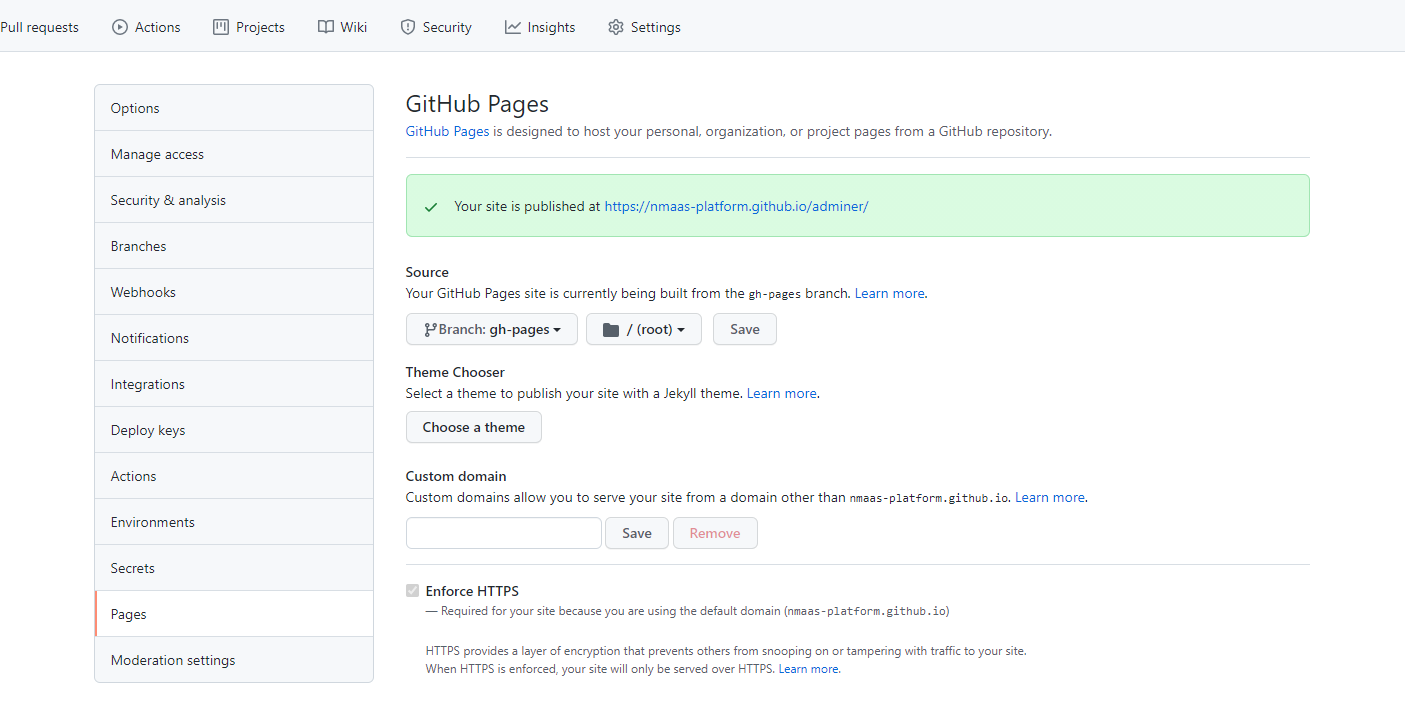 Pull requests Actions Projects Wiki Security Insights Settings
Options
Manage access
Security & analysis
Branches
Webhooks
Notifications
Integrations
Deploy keys
Actions
Environments
Secrets
Pages
Moderation settings
GitHub Pages
GitHub Pages is designed to host your personal, organization, or project pages from a GitHub repository.
Your site is published at https://nmaas-platform.github.io/adminer/
Source
Your GitHub Pages site is currently being built from the gh-pages branch. Learn more.
Branch: gh-pages / (root) Save
Theme Chooser
Select a theme to publish your site with a Jekyll theme. Learn more.
Choose a theme
Custom domain
Custom domains allow you to serve your site from a domain other than nmaas-platform.github.io. Learn more.
Save Remove
Enforce HTTPS
— Required for your site because you are using the default domain (nmaas-platform.github.io)
HTTPS provides a layer of encryption that prevents others from snooping on or tampering with traffic to your site.
When HTTPS is enforced, your site will only be served over HTTPS. Learn more.